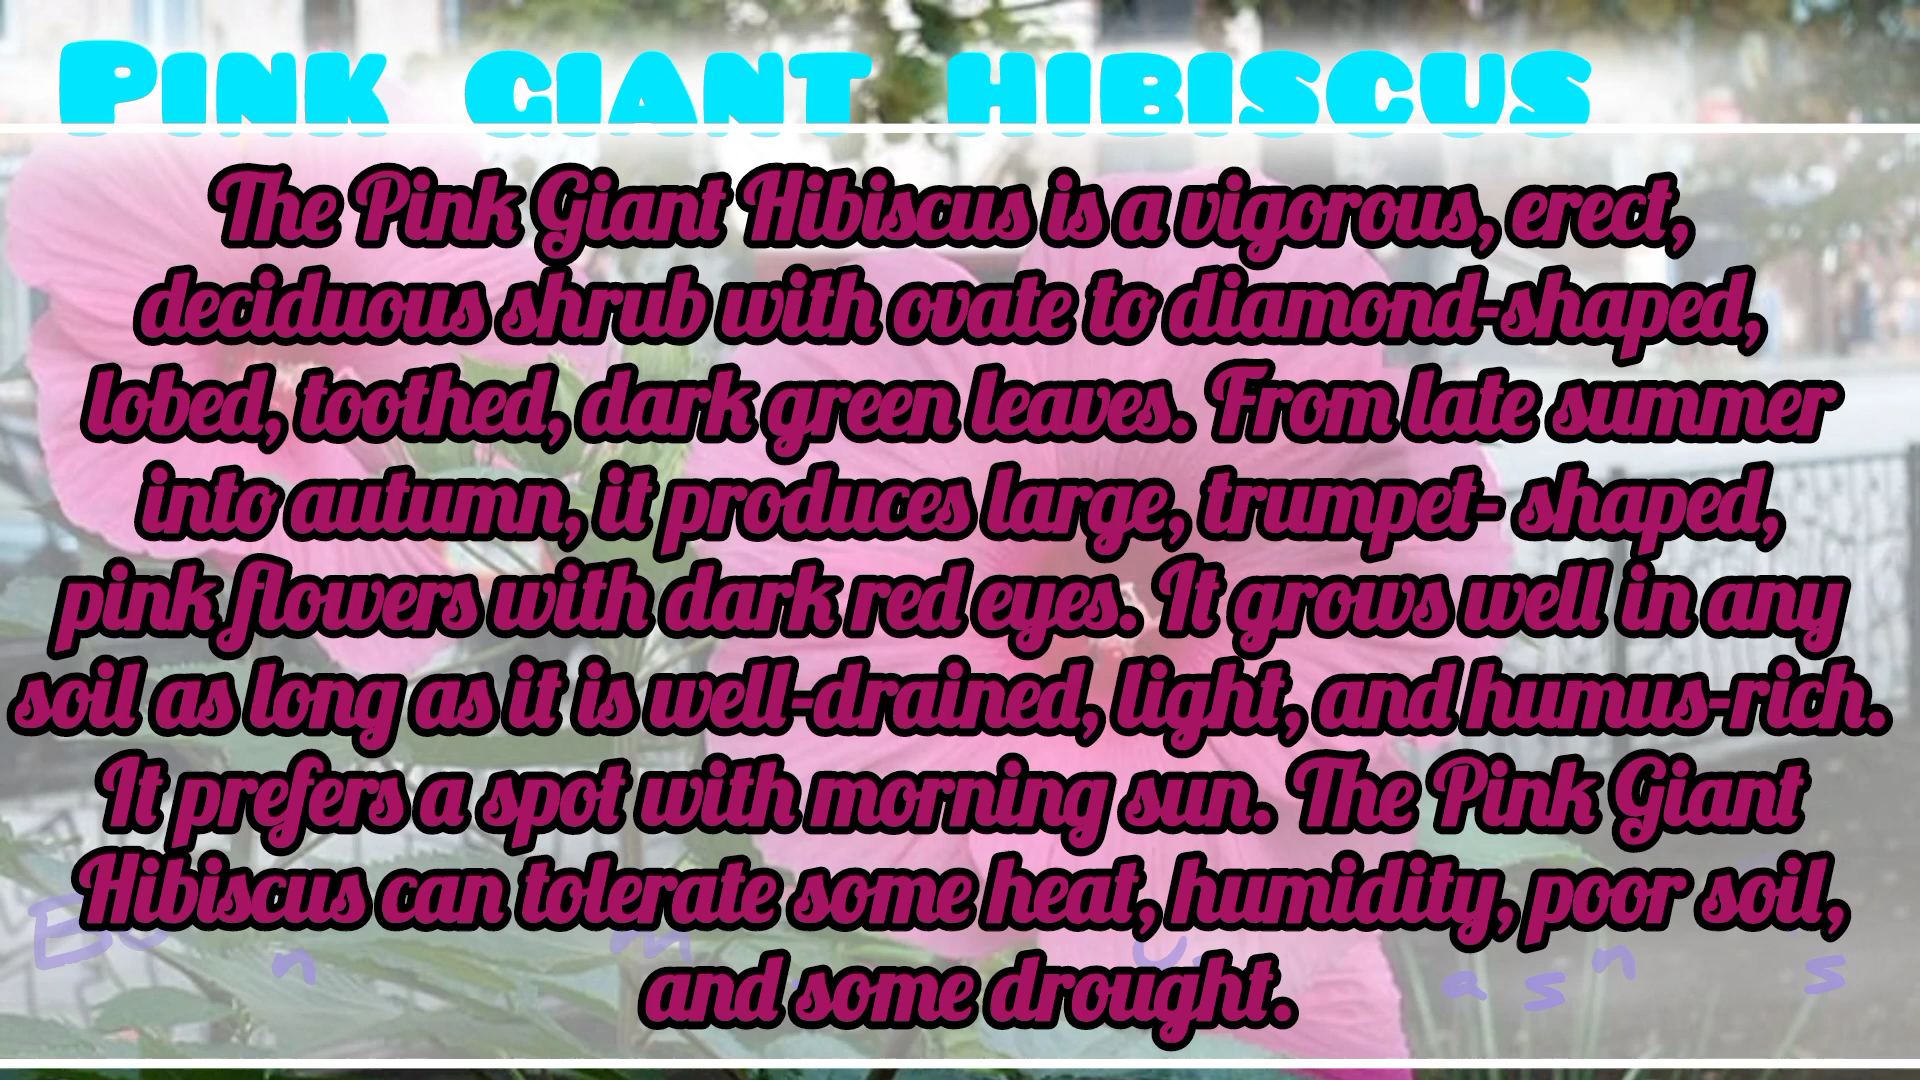 Pink giant hibiscus
The Pink Giant Hibiscus is a vigorous, erect,
deciduous shrub with ovate to diamond-shaped,
lobed, toothed, dark green leaves. From late summer
into autumn, it produces large, trumpet- shaped,
pink flowers with dark red eyes. It grows well in any
soil as long as it is well-drained, light, and humus-rich.
It prefers a spot with morning sun. The Pink Giant
Hibiscus can tolerate some heat, humidity, poor soil,
and some drought.